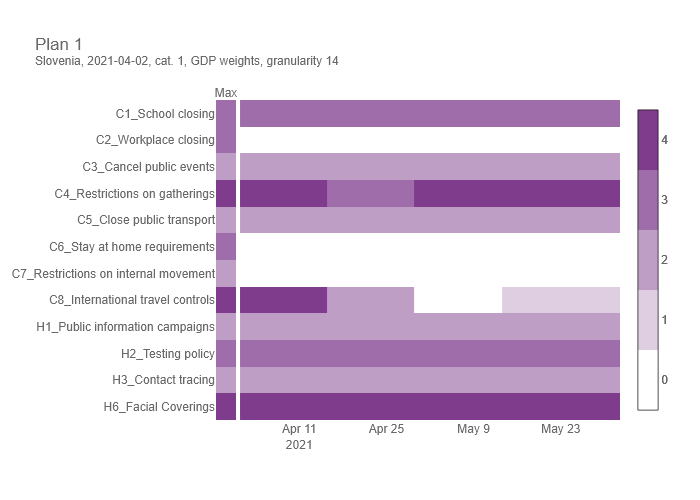 Plan 1
Slovenia, 2021-04-02, cat. 1, GDP weights, granularity 14
Max
C1_School closing
C2_Workplace closing
C3_Cancel public events
C4_Restrictions on gatherings
C5_Close public transport
C6_Stay at home requirements
C7_Restrictions on internal movement
C8_International travel controls
H1_Public information campaigns
H2_Testing policy
H3_Contact tracing
H6_Facial Coverings
Apr 11
2021
Apr 25
May 9
May 23
4
3
2
1
0